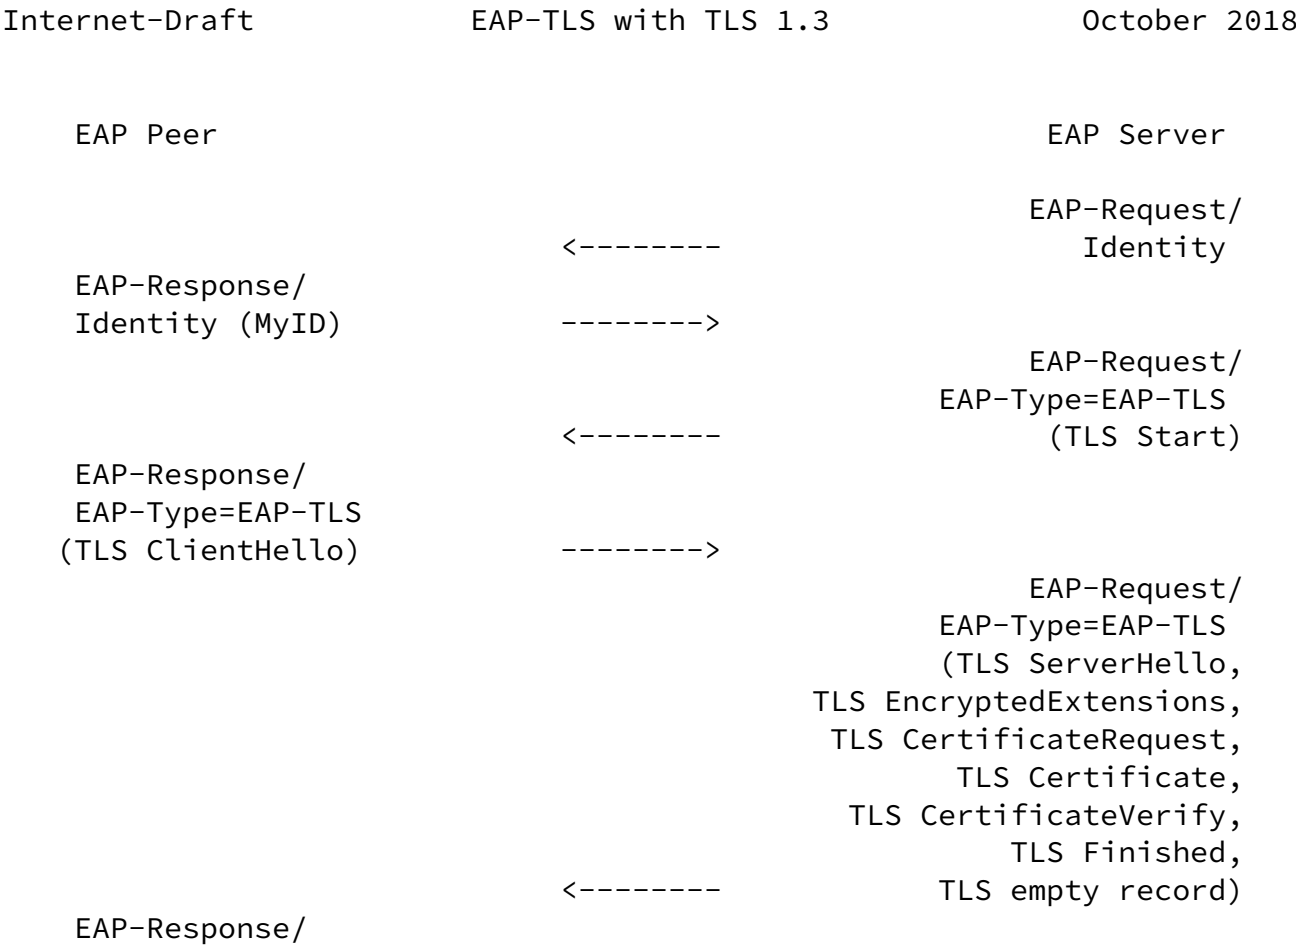 Internet-Draft EAP-TLS with TLS 1.3 October 2018
EAP Peer EAP Server
EAP-Request/
<-------- Identity
EAP-Response/
Identity (MyID) -------->
EAP-Request/
EAP-Type=EAP-TLS
<-------- (TLS Start)
EAP-Response/
EAP-Type=EAP-TLS
(TLS ClientHello) -------->
EAP-Request/
EAP-Type=EAP-TLS
(TLS ServerHello,
TLS EncryptedExtensions,
TLS CertificateRequest,
TLS Certificate,
TLS CertificateVerify,
TLS Finished,
<-------- TLS empty record)
EAP-Response/